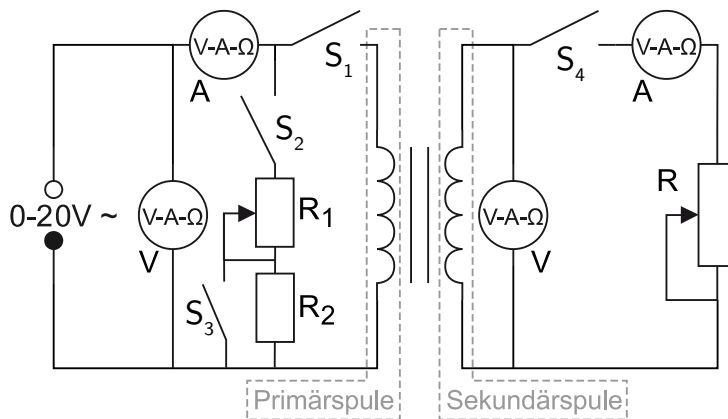 V-A-Ω
A
S1
S2
0-20V ~
V-A-Ω
V
R1
S3
R2
V-A-Ω
A
S4
V-A-Ω
V
R
Primärspule
Sekundärspule